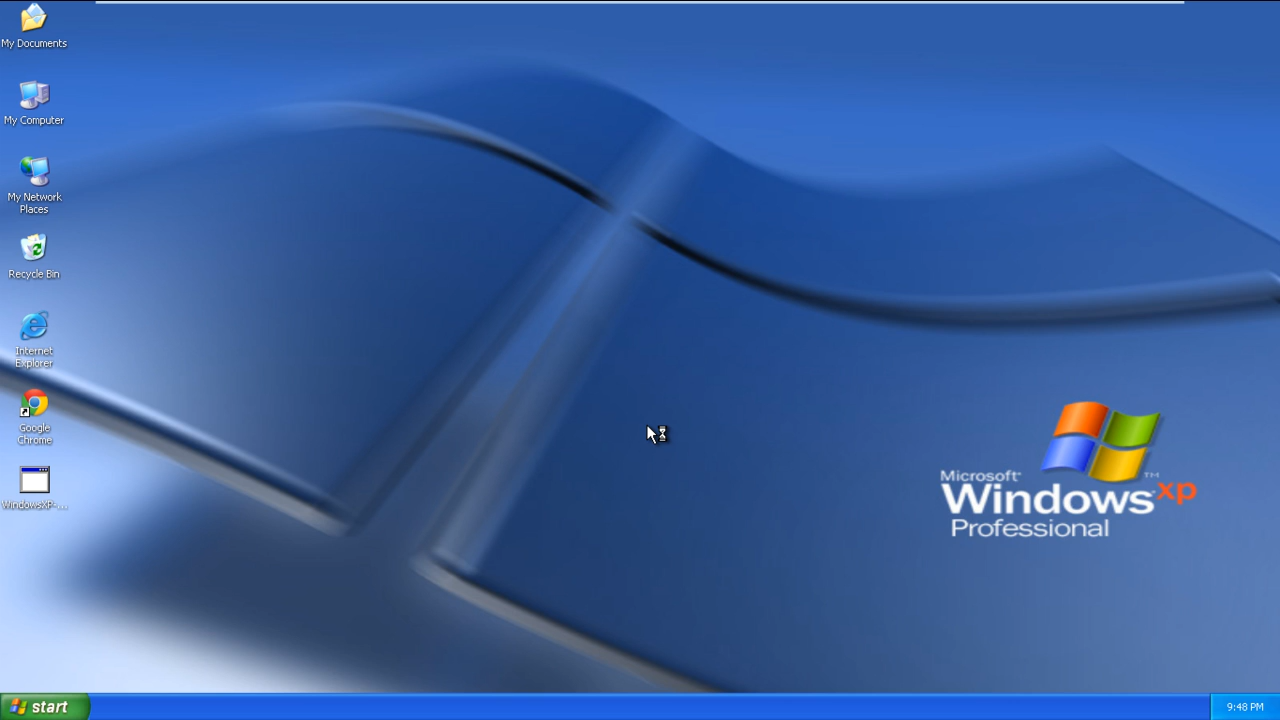 My Documents
My Computer
My Network
Places
Recycle Bin
Internet
Explorer
Google
Chrome
WindowsXP-...
Microsoft
Windows xp
TM
Professional
start
9:48 PM